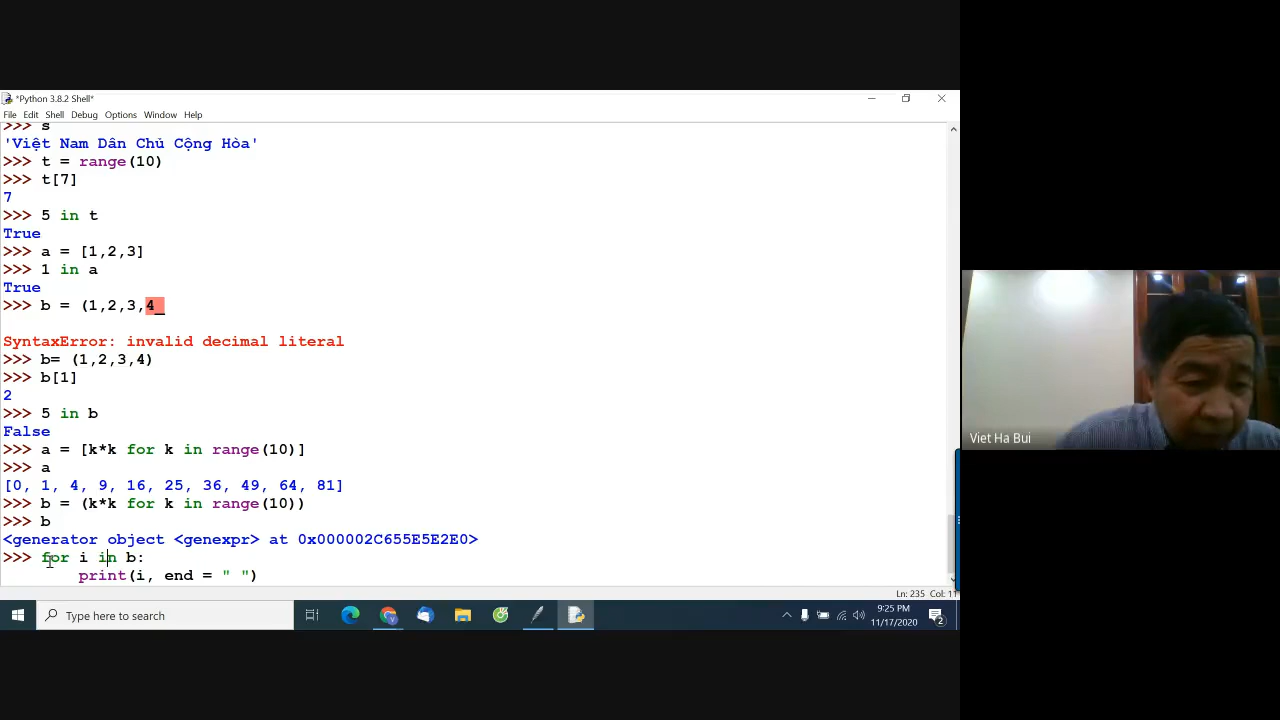 *Python 3.8.2 Shell*
File Edit Shell Debug Options Window Help
>>> s
'Việt Nam Dân Chủ Cộng Hòa'
>>> t = range(10)
>>> t[7]
7
>>> 5 in t
True
>>> a = [1,2,3]
>>> 1 in a
True
>>> b = (1,2,3,4_
SyntaxError: invalid decimal literal
>>> b= (1,2,3,4)
>>> b[1]
2
>>> 5 in b
False
>>> a = [k*k for k in range(10)]
>>> a
[0, 1, 4, 9, 16, 25, 36, 49, 64, 81]
>>> b = (k*k for k in range(10))
>>> b
<generator object <genexpr> at 0x000002C655E5E2E0>
>>> for i in b:
print(i, end = " ")
Ln: 235 Col: 11
Type here to search
9:25 PM
11/17/2020
2
Viet Ha Bui